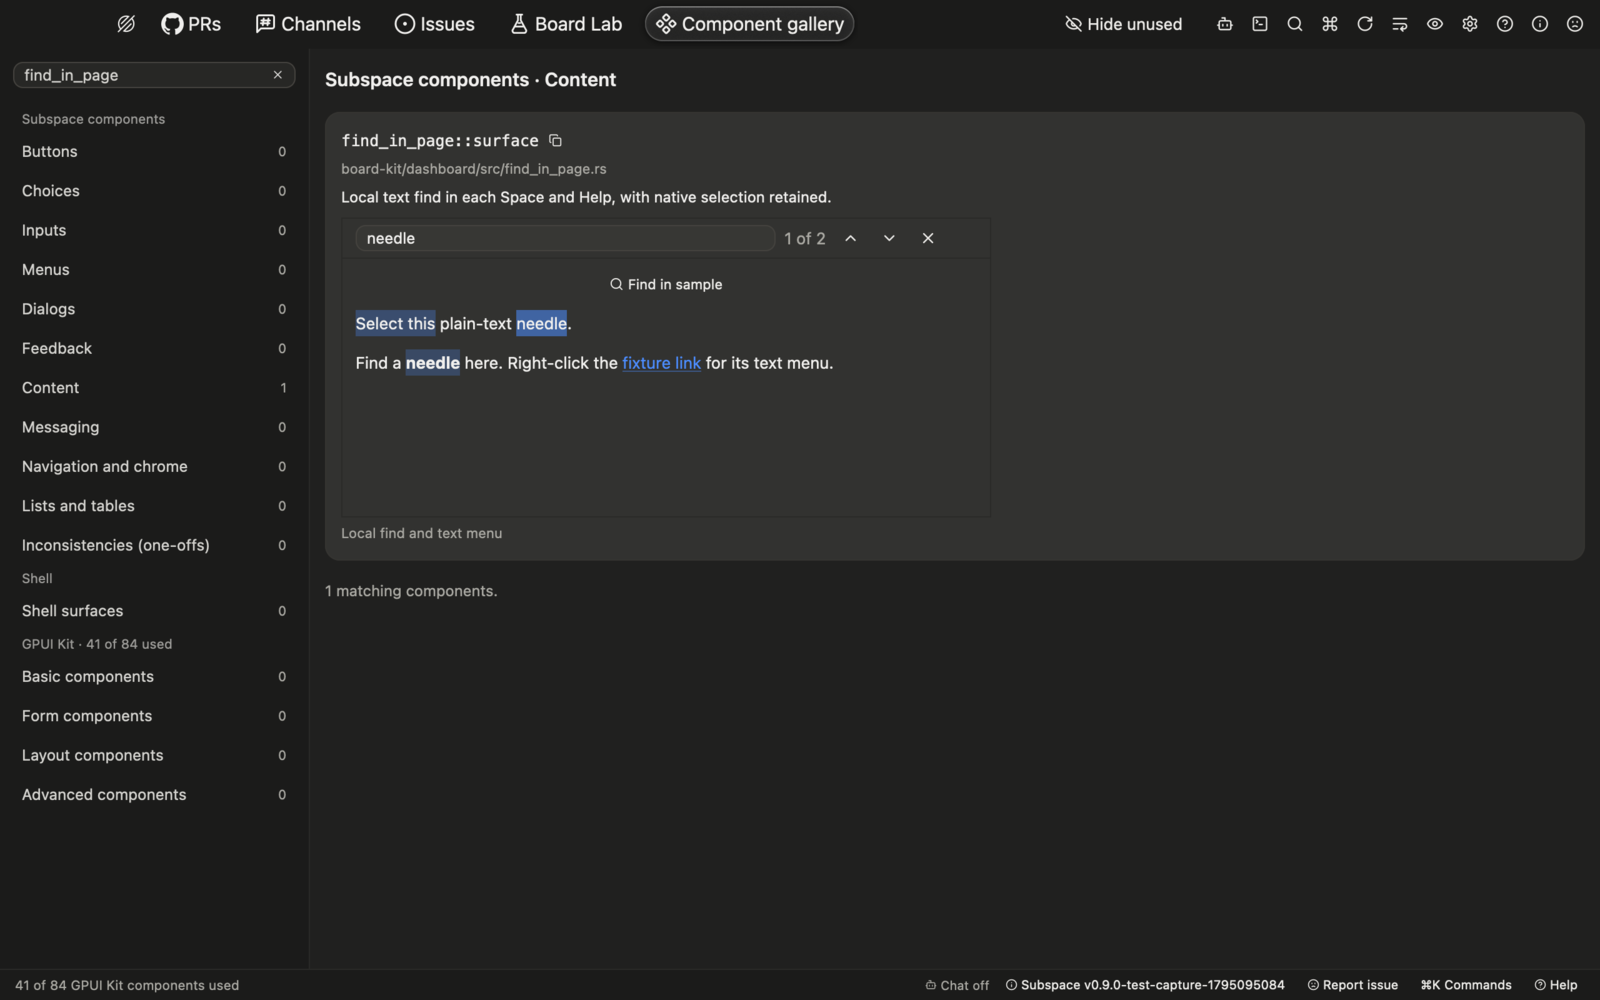 PRs
Channels
Issues
Board Lab
Component gallery
Hide unused
find_in_page
Subspace components
Buttons 0
Choices 0
Inputs 0
Menus 0
Dialogs 0
Feedback 0
Content 1
Messaging 0
Navigation and chrome 0
Lists and tables 0
Inconsistencies (one-offs) 0
Shell
Shell surfaces 0
GPUI Kit · 41 of 84 used
Basic components 0
Form components 0
Layout components 0
Advanced components 0
Subspace components · Content
find_in_page::surface
board-kit/dashboard/src/find_in_page.rs
Local text find in each Space and Help, with native selection retained.
needle 1 of 2
Find in sample
Select this plain-text needle.
Find a needle here. Right-click the fixture link for its text menu.
Local find and text menu
1 matching components.
41 of 84 GPUI Kit components used
Chat off
Subspace v0.9.0-test-capture-1795095084
Report issue
⌘K Commands
Help